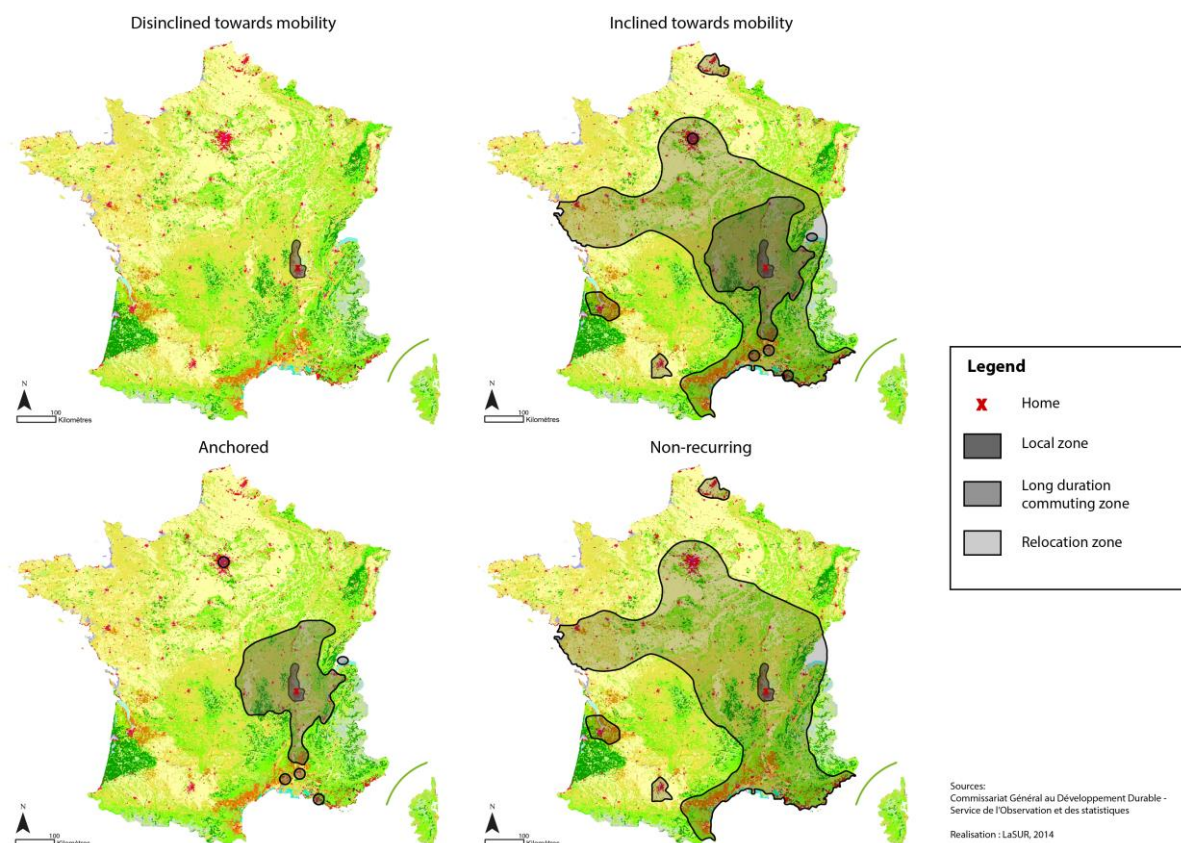 Disinclined towards mobility
Inclined towards mobility
N
100
Kilomètres
N
100
Kilomètres
Anchored
Non-recurring
N
100
Kilomètres
N
100
Kilomètres
Legend
X Home
Local zone
Long duration
commuting zone
Relocation zone
Sources:
Commissariat Général au Développement Durable -
Service de l'Observation et des statistiques
Realisation : LaSUR, 2014